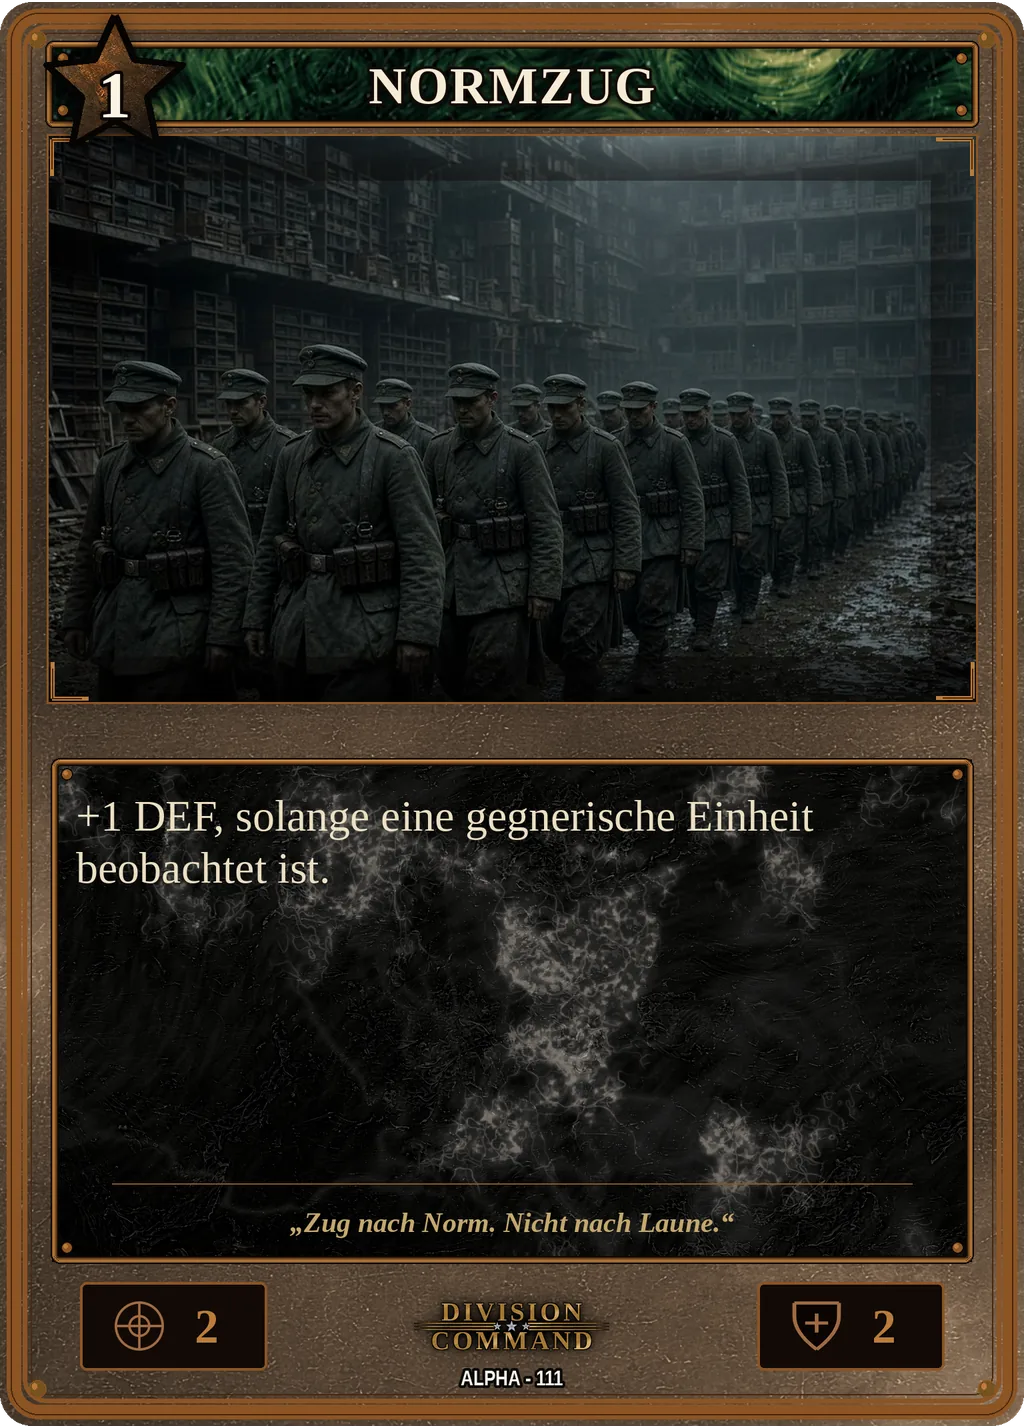 1
NORMZUG
+1 DEF, solange eine gegnerische Einheit
beobachtet ist.
„Zug nach Norm. Nicht nach Laune.“
2
DIVISION
COMMAND
2
ALPHA - 111